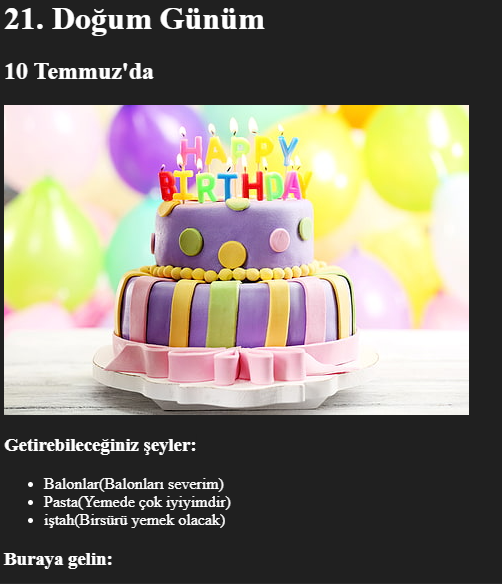 21. Doğum Günüm
10 Temmuz'da
HAPPY
BIRTHDAY
Getirebileceğiniz şeyler:
Balonlar(Balonları severim)
Pasta(Yemede çok iyiyimdir)
iştah(Birsürü yemek olacak)
Buraya gelin: